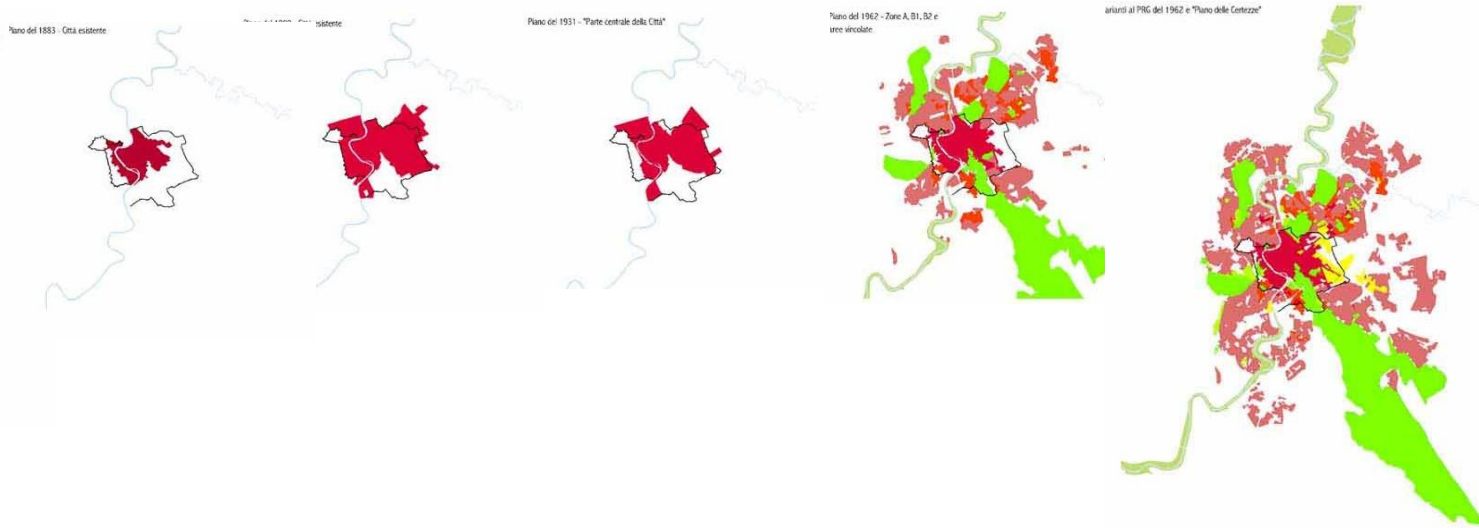 Piano del 1883 - Città esistente
esistente
Piano del 1931 - "Parte centrale della Città"
Piano del 1962 - Zone A, B1, B2 e
aree vincolate
arianti al PRG del 1962 e "Piano delle Certezze"